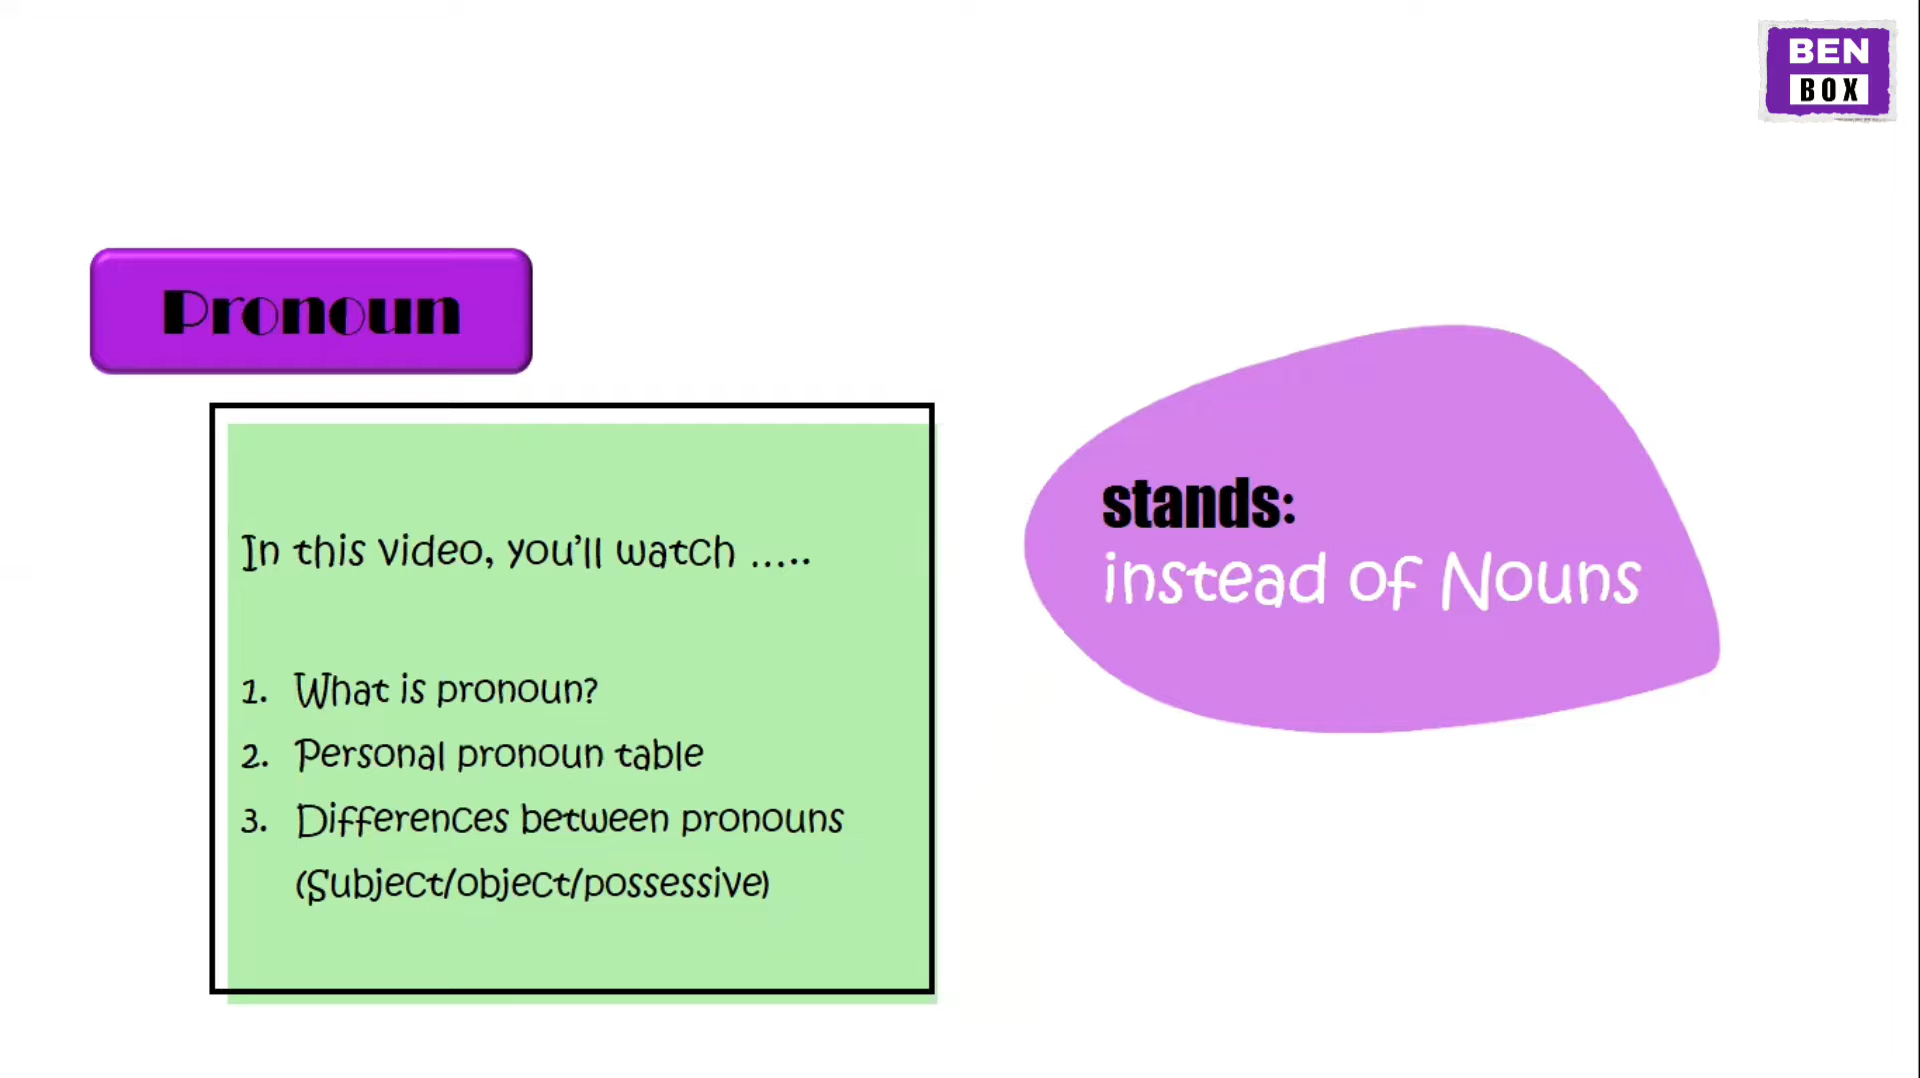 BEN
BOX
Pronoun
In this video, you'll watch .....
1. What is pronoun?
2. Personal pronoun table
3. Differences between pronouns
(Subject/object/possessive)
stands:
instead of Nouns